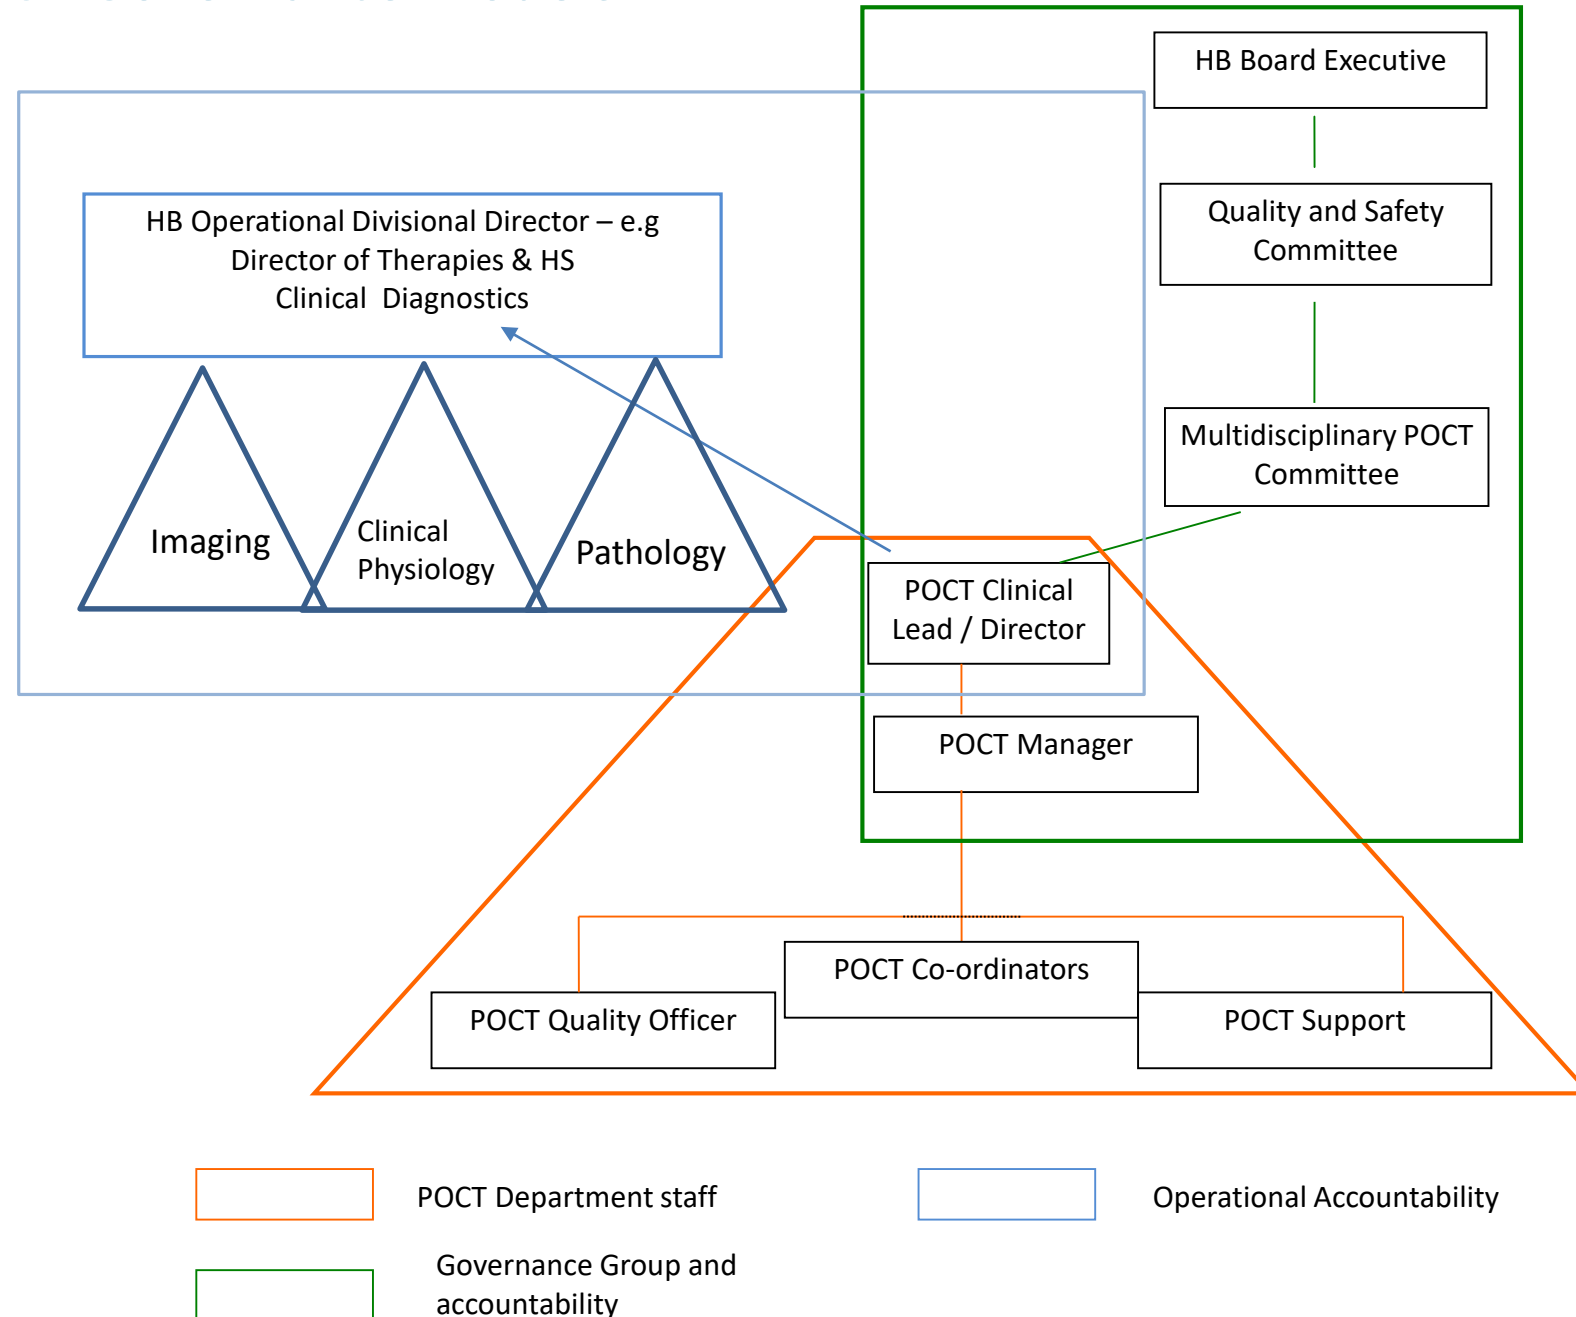 HB Board Executive
Quality and Safety
Committee
HB Operational Divisional Director – e.g
Director of Therapies & HS
Clinical Diagnostics
Multidisciplinary POCT
Committee
Imaging
Clinical
Physiology
Pathology
POCT Clinical
Lead / Director
POCT Manager
POCT Co-ordinators
POCT Quality Officer
POCT Support
POCT Department staff
Operational Accountability
Governance Group and
accountability